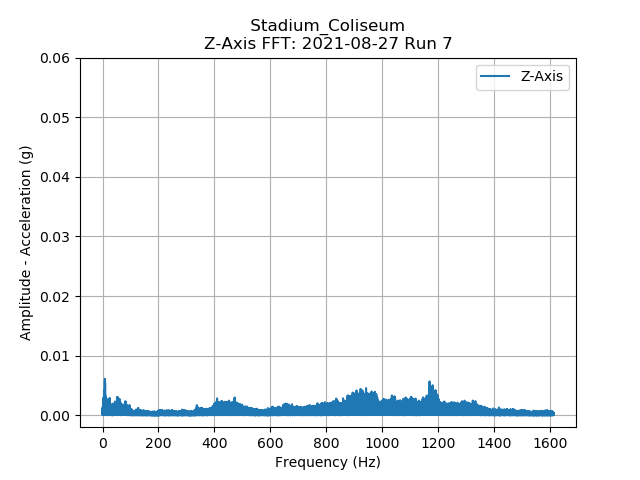 Stadium_Coliseum
Z-Axis FFT: 2021-08-27 Run 7
Z-Axis
0.06
0.05
0.04
0.03
0.02
0.01
0.00
Amplitude - Acceleration (g)
0 200 400 600 800 1000 1200 1400 1600
Frequency (Hz)